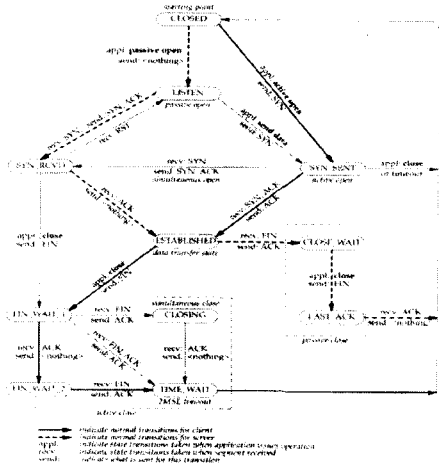 starting point
CLOSED
appl: passive open
send: <nothing>
appl: active open
send: SYN
LISTEN
passive open
recv: SYN; send: SYN, ACK
recv: RST
appl: send data
send: SYN
SYN_RCVD
recv: SYN
send: SYN, ACK
simultaneous open
SYN_SENT
active open
appl: close
or timeout
recv: ACK
recv: SYN, ACK
send: ACK
appl: close
send: FIN
ESTABLISHED
data transfer state
recv: FIN
send: ACK
CLOSE_WAIT
appl: close
send: FIN
appl: close
send: FIN
LAST_ACK
recv: ACK
send: <nothing>
passive close
simultaneous close
FIN_WAIT_1
recv: FIN
send: ACK
CLOSING
recv: ACK
send: <nothing>
recv: FIN, ACK
send: ACK
recv: ACK
send: <nothing>
FIN_WAIT_2
recv: FIN
send: ACK
TIME_WAIT
2MSL timeout
active close
indicate normal transitions for client
indicate normal transitions for server
appl: indicate state transitions taken when application issues operation
recv: indicate state transitions taken when segment received
send: indicate what is sent for this transition